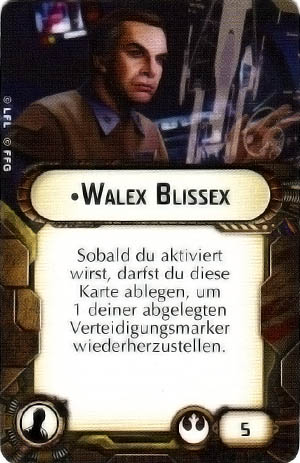 © LFL © FFG
•WALEX BLISSEX
Sobald du aktiviert
wirst, darfst du diese
Karte ablegen, um
1 deiner abgelegten
Verteidigungsmarker
wiederherzustellen.
5